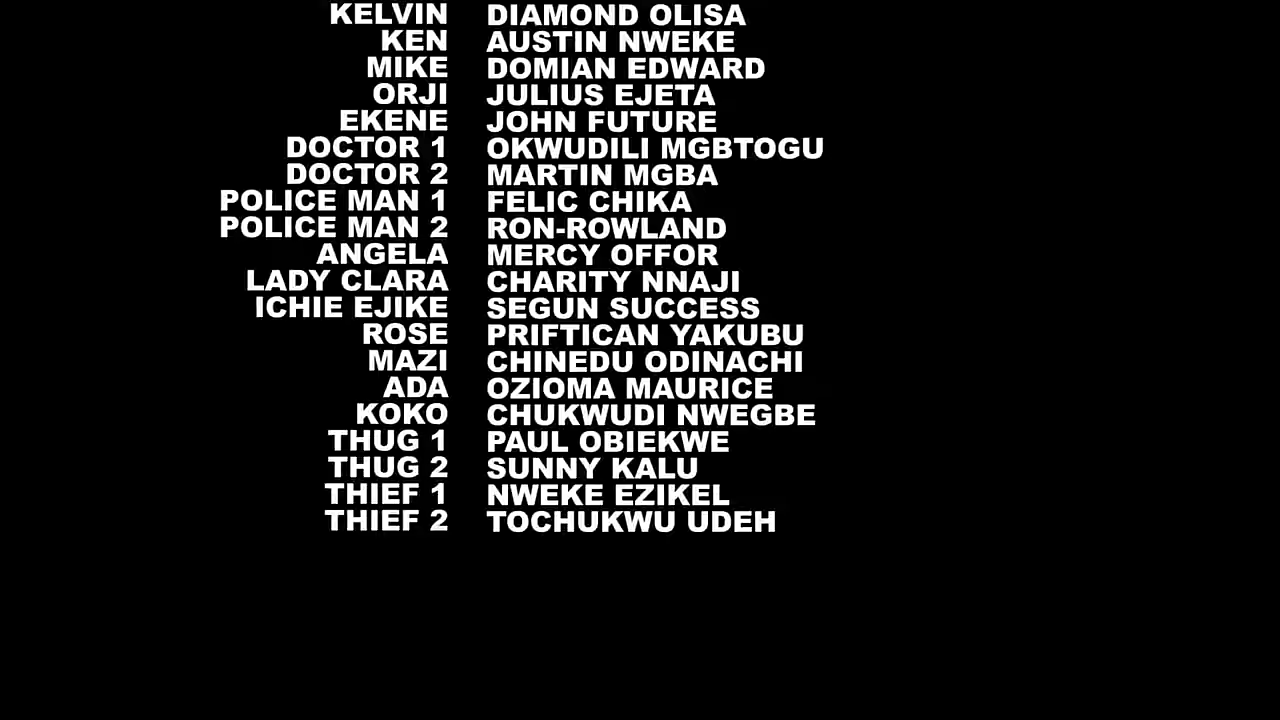 KELVIN DIAMOND OLISA
KEN AUSTIN NWEKE
MIKE DOMIAN EDWARD
ORJI JULIUS EJETA
EKENE JOHN FUTURE
DOCTOR 1 OKWUDILI MGBTOGU
DOCTOR 2 MARTIN MGBA
POLICE MAN 1 FELIC CHIKA
POLICE MAN 2 RON-ROWLAND
ANGELA MERCY OFFOR
LADY CLARA CHARITY NNAJI
ICHIE EJIKE SEGUN SUCCESS
ROSE PRIFTICAN YAKUBU
MAZI CHINEDU ODINACHI
ADA OZIOMA MAURICE
KOKO CHUKWUDI NWEGBE
THUG 1 PAUL OBIEKWE
THUG 2 SUNNY KALU
THIEF 1 NWEKE EZIKEL
THIEF 2 TOCHUKWU UDEH